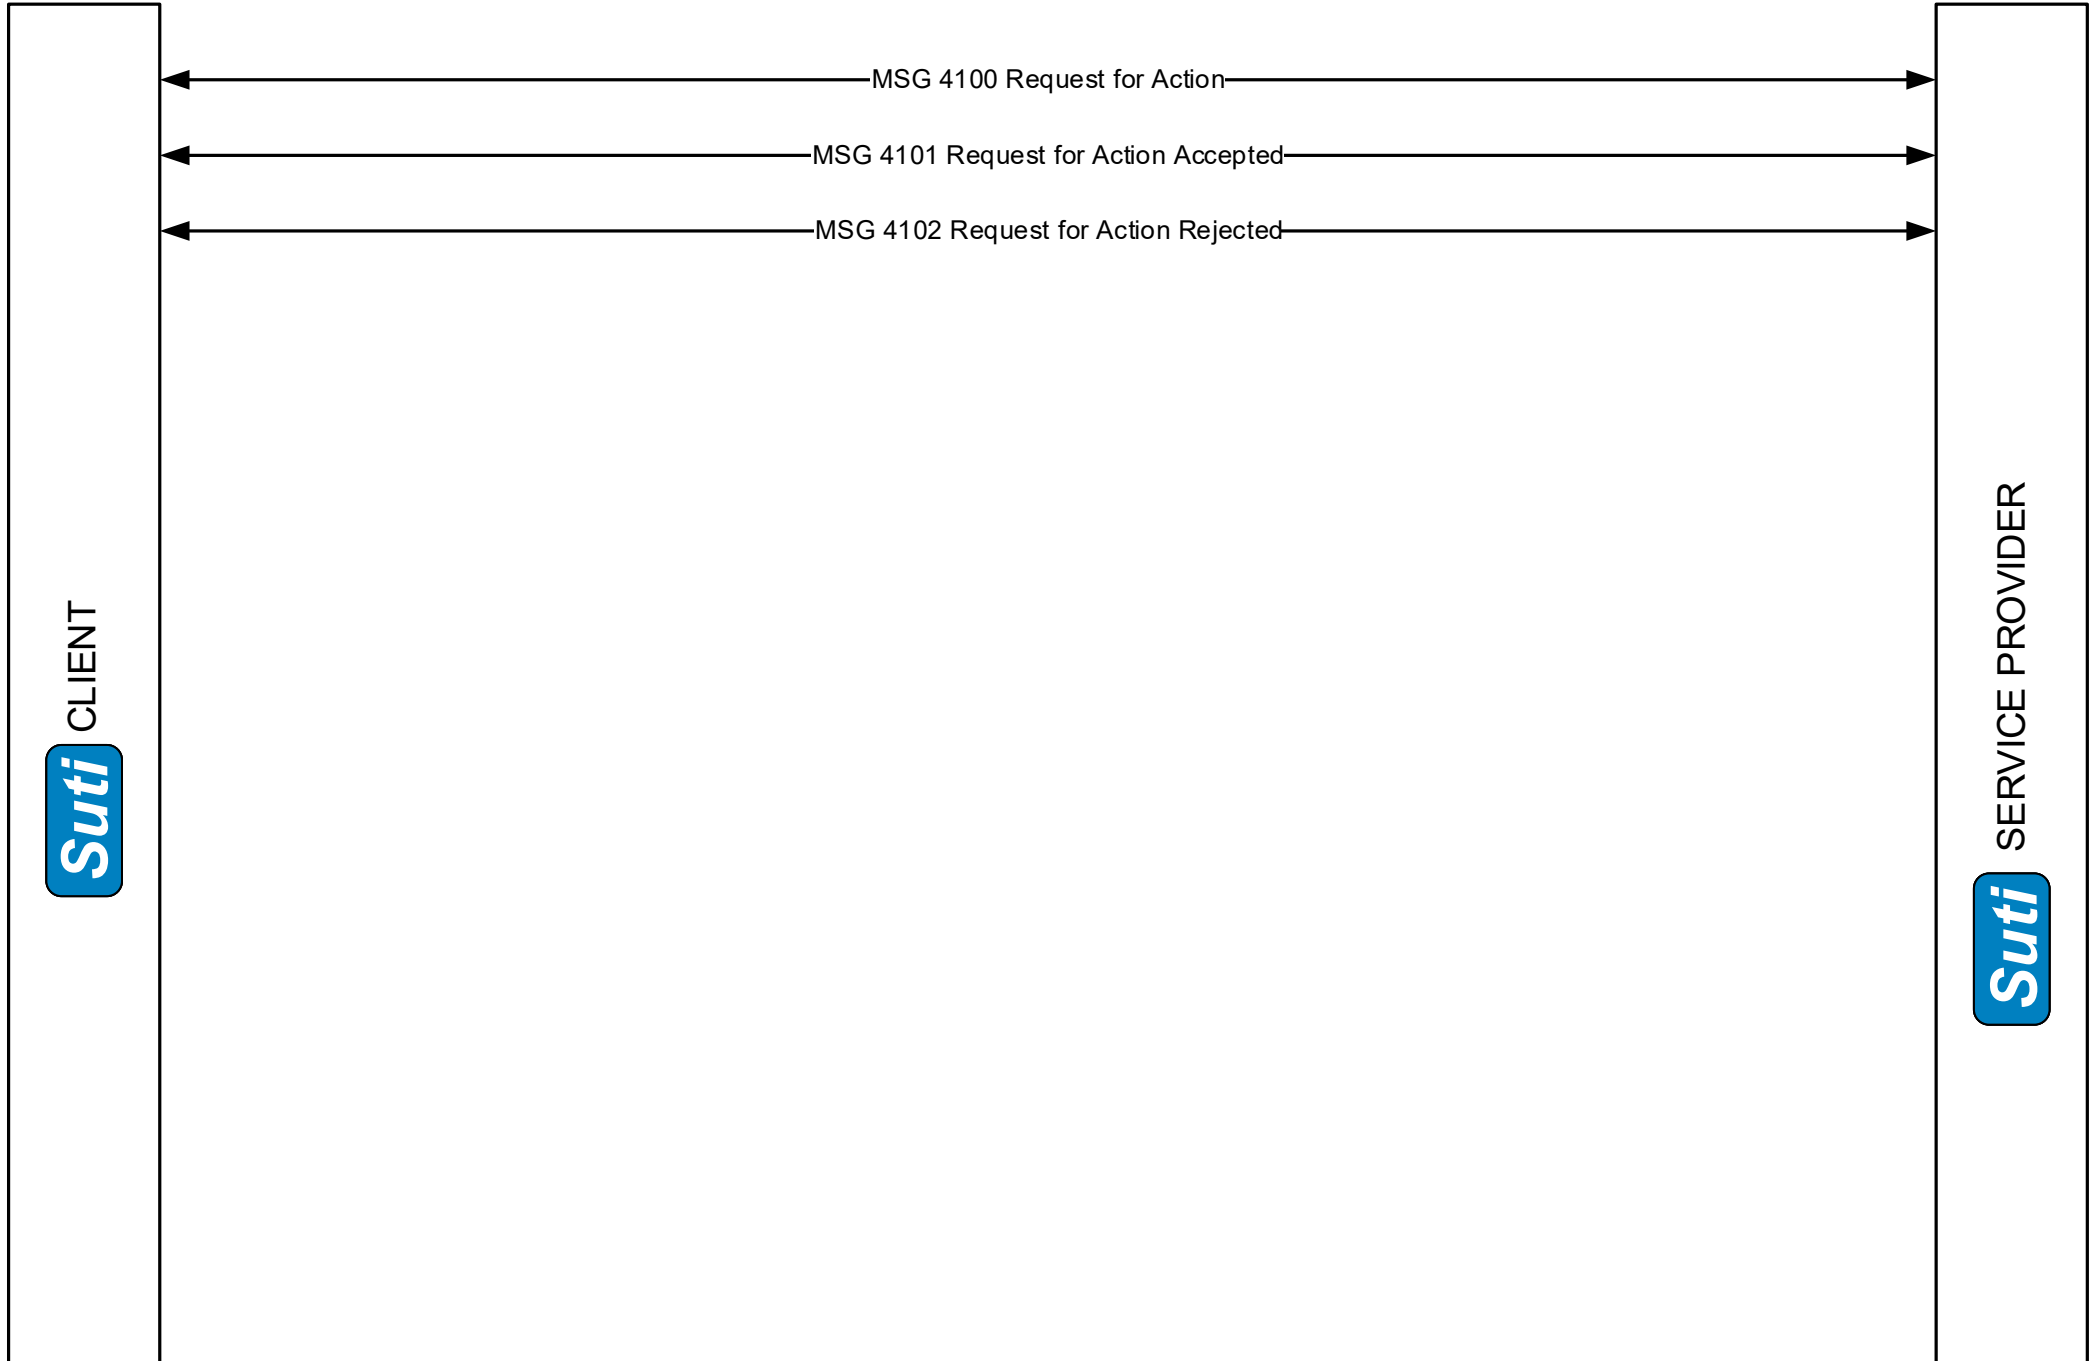 MSG 4100 Request for Action
MSG 4101 Request for Action Accepted
MSG 4102 Request for Action Rejected
Suti CLIENT
Suti SERVICE PROVIDER